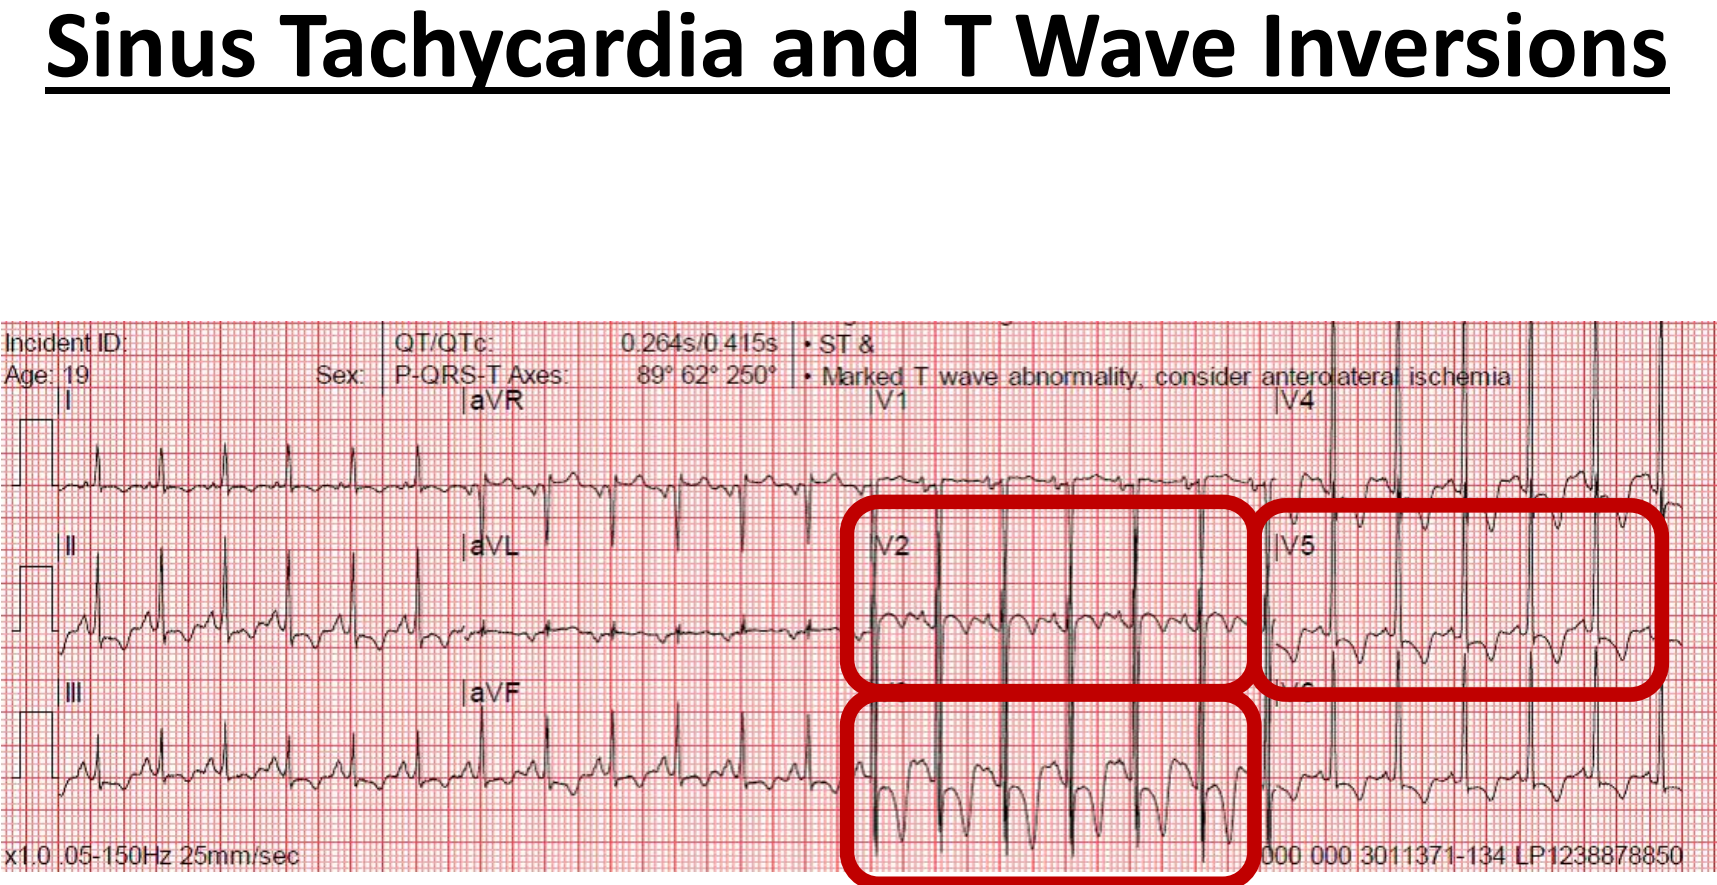 Sinus Tachycardia and T Wave Inversions
Incident ID:
Age: 19
Sex:
QT/QTc: 0.264s/0.415s
P-QRS-T Axes: 89° 62° 250°
• ST &
• Marked T wave abnormality, consider anterolateral ischemia
I
aVR
V1
V4
II
aVL
V2
V5
III
aVF
x1.0 .05-150Hz 25mm/sec
000 000 3011371-134 LP1238878850